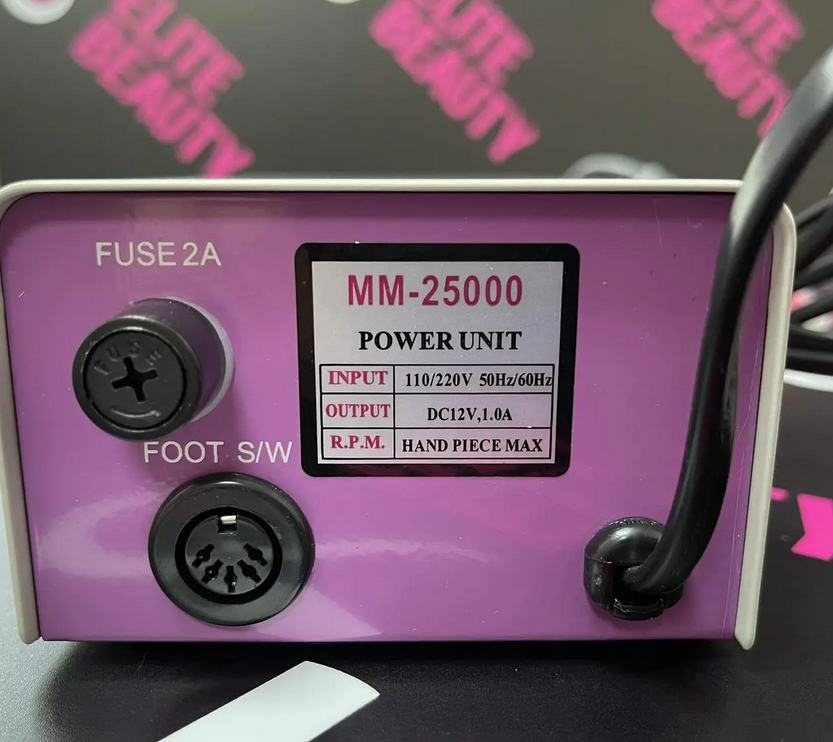 ELITE
BEAUTY
ELITE
BEAUTY
ELITE
BEAUTY
FUSE 2A
FUSE
FOOT S/W
MM-25000
POWER UNIT
INPUT 110/220V 50Hz/60Hz
OUTPUT DC12V,1.0A
R.P.M. HAND PIECE MAX